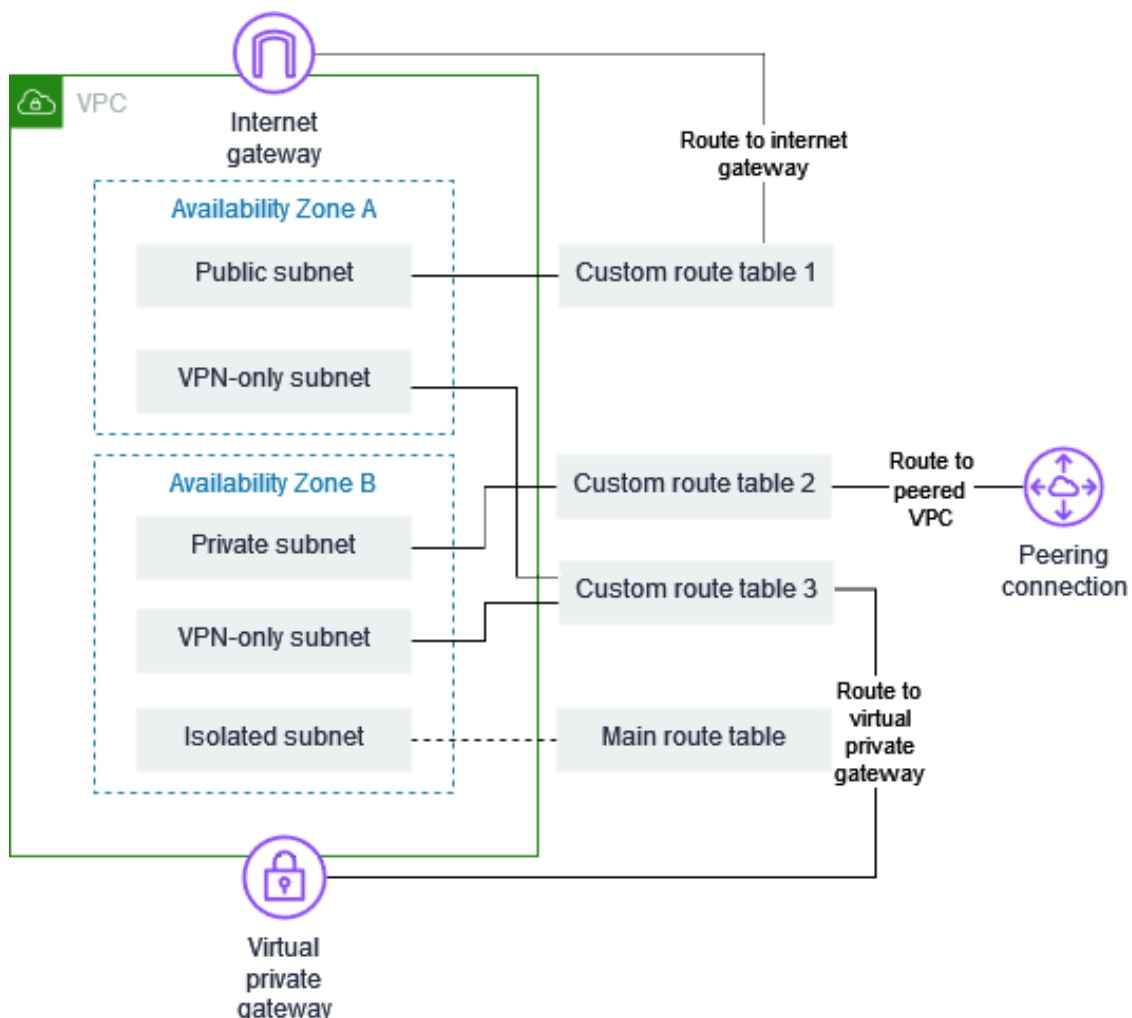 VPC
Internet
gateway
Route to internet
gateway
Availability Zone A
Public subnet
Custom route table 1
VPN-only subnet
Availability Zone B
Custom route table 2
Route to
peered
VPC
Private subnet
Peering
connection
Custom route table 3
VPN-only subnet
Isolated subnet
Main route table
Route to
virtual
private
gateway
Virtual
private
gateway